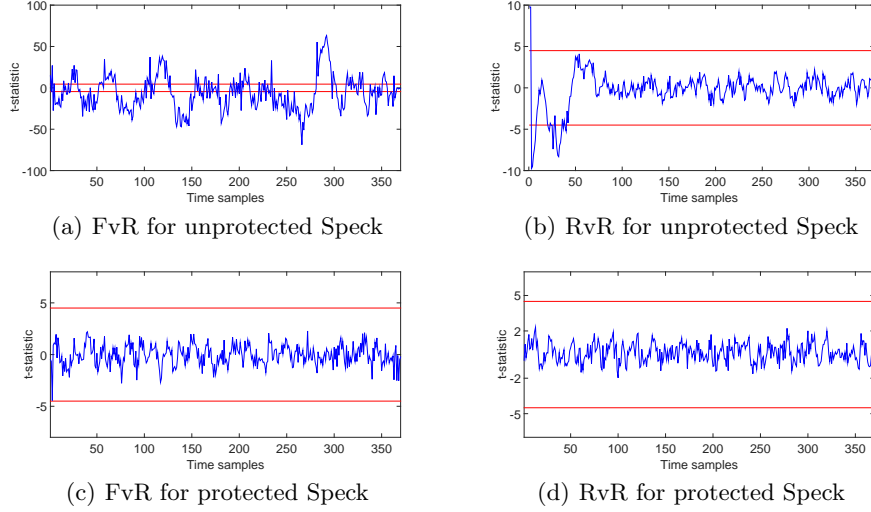 100
50
0
-50
-100
t-statistic
50 100 150 200 250 300 350
Time samples
(a) FvR for unprotected Speck
10
5
0
-5
-10
t-statistic
0 50 100 150 200 250 300 350
Time samples
(b) RvR for unprotected Speck
5
0
-5
t-statistic
50 100 150 200 250 300 350
Time samples
(c) FvR for protected Speck
5
2
-2
-5
t-statistic
50 100 150 200 250 300 350
Time samples
(d) RvR for protected Speck